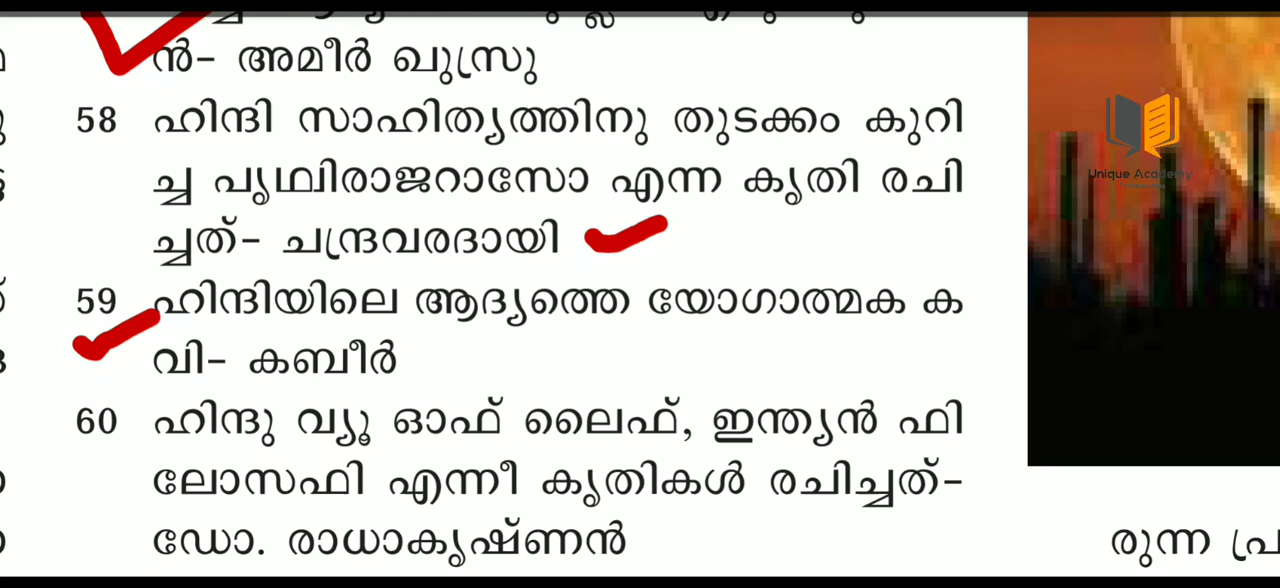 ൻ- അമീർ ഖുസ്രു
58 ഹിന്ദി സാഹിത്യത്തിനു തുടക്കം കുറി
ച്ച പൃഥ്വിരാജറാസോ എന്ന കൃതി രചി
ച്ചത്- ചന്ദ്രവരദായി
59 ഹിന്ദിയിലെ ആദ്യത്തെ യോഗാത്മക ക
വി- കബീർ
60 ഹിന്ദു വ്യൂ ഓഫ് ലൈഫ്, ഇന്ത്യൻ ഫി
ലോസഫി എന്നീ കൃതികൾ രചിച്ചത്-
ഡോ. രാധാകൃഷ്ണൻ
Unique Academy
രുന്ന പ്ര